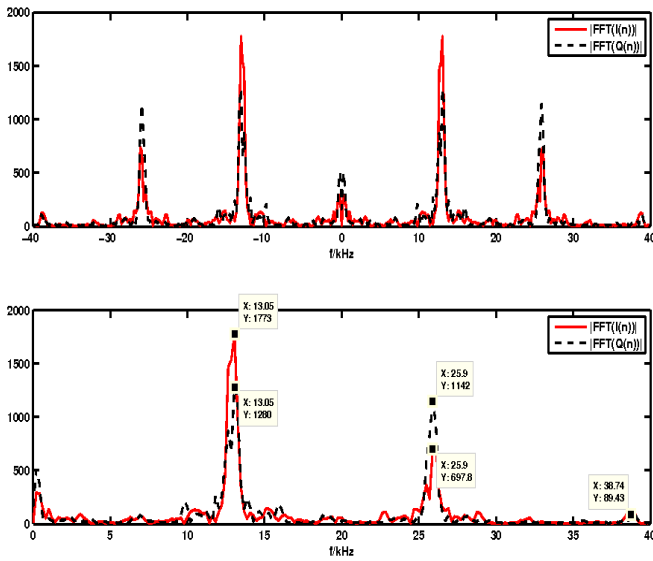 2000
1500
1000
500
0
|FFT(I(n))|
|FFT(Q(n))|
−40 −30 −20 −10 0 10 20 30 40
f/kHz
2000
1500
1000
500
0
X: 13.05
Y: 1773
X: 13.05
Y: 1280
X: 25.9
Y: 1142
X: 25.9
Y: 697.8
X: 38.74
Y: 89.43
|FFT(I(n))|
|FFT(Q(n))|
0 5 10 15 20 25 30 35 40
f/kHz